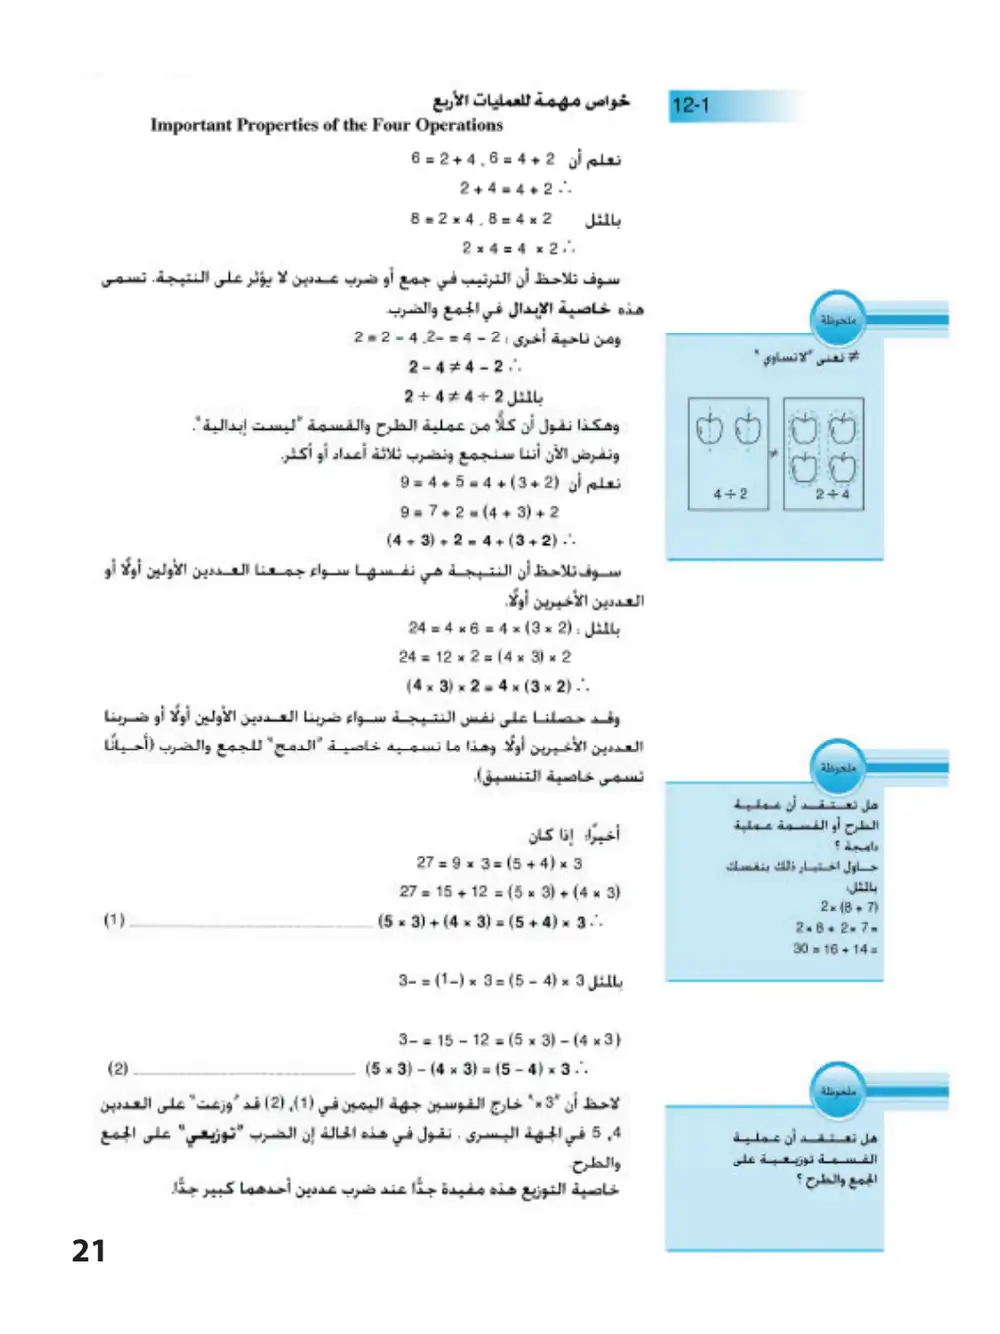 12-1
خواص مهمة للعمليات الأربع
Important Properties of the Four Operations
نعلم أن 2 + 4 = 6 ، 4 + 2 = 6
∴ 2 + 4 = 4 + 2
بالمثل 2 × 4 = 8 ، 4 × 2 = 8
∴ 2 × 4 = 4 × 2
سوف تلاحظ أن الترتيب في جمع أو ضرب عددين لا يؤثر على النتيجة. تسمى
هذه خاصية الإبدال في الجمع والضرب.
ومن ناحية أخرى : 2 – 4 = –2، 4 – 2 = 2
∴ 2 – 4 ≠ 4 – 2
بالمثل 2 ÷ 4 ≠ 4 ÷ 2
وهكذا نقول أن كلاًّ من عملية الطرح والقسمة "ليست إبدالية".
ونفرض الآن أننا سنجمع ونضرب ثلاثة أعداد أو أكثر.
نعلم أن (2 + 3) + 4 = 5 + 4 = 9
2 + (3 + 4) = 2 + 7 = 9
∴ (2 + 3) + 4 = 2 + (3 + 4)
سوف تلاحظ أن النتيجة هي نفسها سواء جمعنا العددين الأولين أولًا أو
العددين الأخيرين أولًا.
بالمثل : (2 × 3) × 4 = 6 × 4 = 24
2 × (3 × 4) = 2 × 12 = 24
∴ (2 × 3) × 4 = 2 × (3 × 4)
وقد حصلنا على نفس النتيجة سواء ضربنا العددين الأولين أولًا أو ضربنا
العددين الأخيرين أولًا. وهذا ما نسميه خاصية "الدمج" للجمع والضرب (أحيانًا
تسمى خاصية التنسيق).
أخيرًا: إذا كان
3 × (4 + 5) = 3 × 9 = 27
(3 × 4) + (3 × 5) = 12 + 15 = 27
∴ 3 × (4 + 5) = (3 × 4) + (3 × 5) (1)
بالمثل 3 × (4 – 5) = 3 × (–1) = –3
(3 × 4) – (3 × 5) = 12 – 15 = –3
∴ 3 × (4 – 5) = (3 × 4) – (3 × 5) (2)
لاحظ أن "3 ×" خارج القوسين جهة اليمين في (1)، (2) قد "وزعت" على العددين
4، 5 في الجهة اليسرى . نقول في هذه الحالة إن الضرب "توزيعي" على الجمع
والطرح.
خاصية التوزيع هذه مفيدة جدًّا عند ضرب عددين أحدهما كبير جدًّا.
ملحوظة
≠ تعنى "لا تساوي"
≠
2 ÷ 4
4 ÷ 2
ملحوظة
هل تعتقد أن عملية
الطرح أو القسمة عملية
دامجة ؟
حاول اختبار ذلك بنفسك
بالمثل.
2 × (8 + 7)
= 2 × 8 + 2 × 7
= 14 + 16 = 30
ملحوظة
هل تعتقد أن عملية
القسمة توزيعية على
الجمع والطرح ؟
21